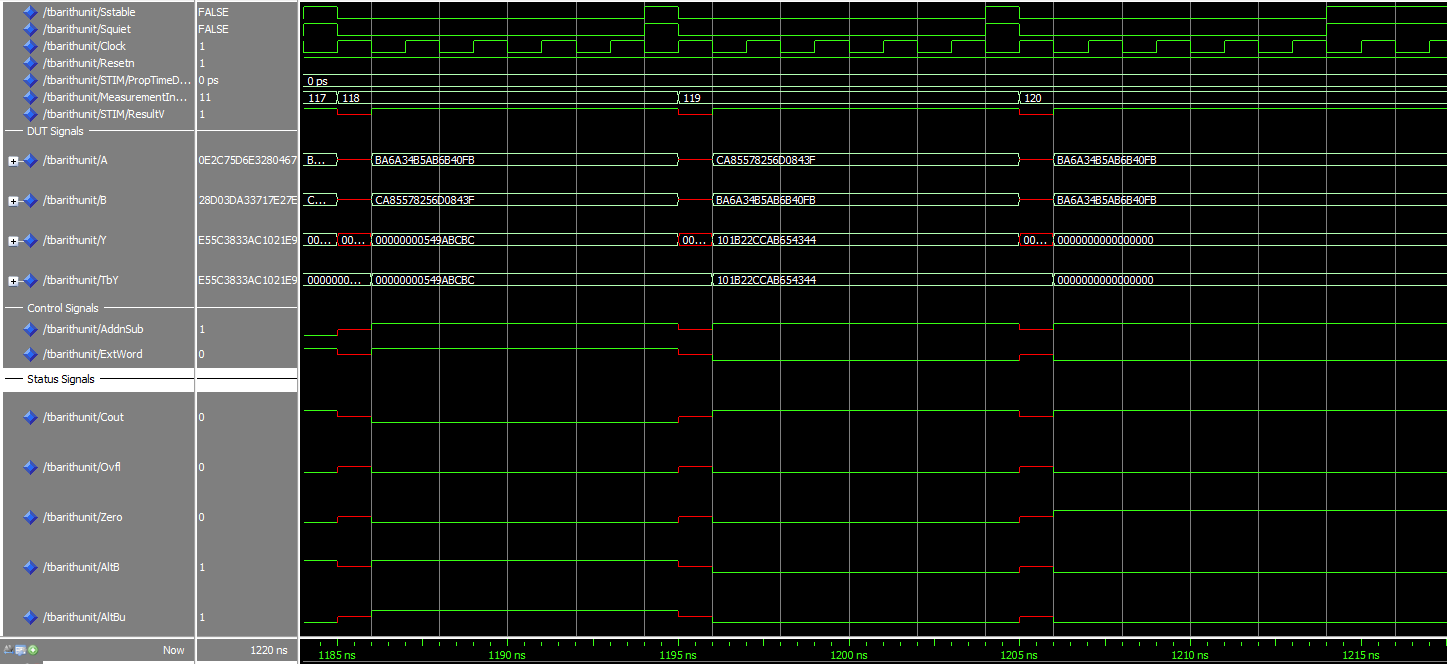 /tbarithunit/Sstable FALSE
/tbarithunit/Squiet FALSE
/tbarithunit/Clock 1
/tbarithunit/Resetn 1
/tbarithunit/STIM/PropTimeD... 0 ps 0 ps
/tbarithunit/MeasurementIn... 11 117 118 119 120
/tbarithunit/STIM/ResultV 1
DUT Signals
/tbarithunit/A 0E2C75D6E3280467 B... BA6A34B5AB6B40FB CA85578256D0843F BA6A34B5AB6B40FB
/tbarithunit/B 28D03DA33717E27E C... CA85578256D0843F BA6A34B5AB6B40FB BA6A34B5AB6B40FB
/tbarithunit/Y E55C3833AC1021E9 00... 00... 00000000549ABCBC 00... 101B22CCAB654344 00... 0000000000000000
/tbarithunit/TbY E55C3833AC1021E9 0000000... 00000000549ABCBC 101B22CCAB654344 0000000000000000
Control Signals
/tbarithunit/AddnSub 1
/tbarithunit/ExtWord 0
Status Signals
/tbarithunit/Cout 0
/tbarithunit/Ovfl 0
/tbarithunit/Zero 0
/tbarithunit/AltB 1
/tbarithunit/AltBu 1
Now 1220 ns 1185 ns 1190 ns 1195 ns 1200 ns 1205 ns 1210 ns 1215 ns